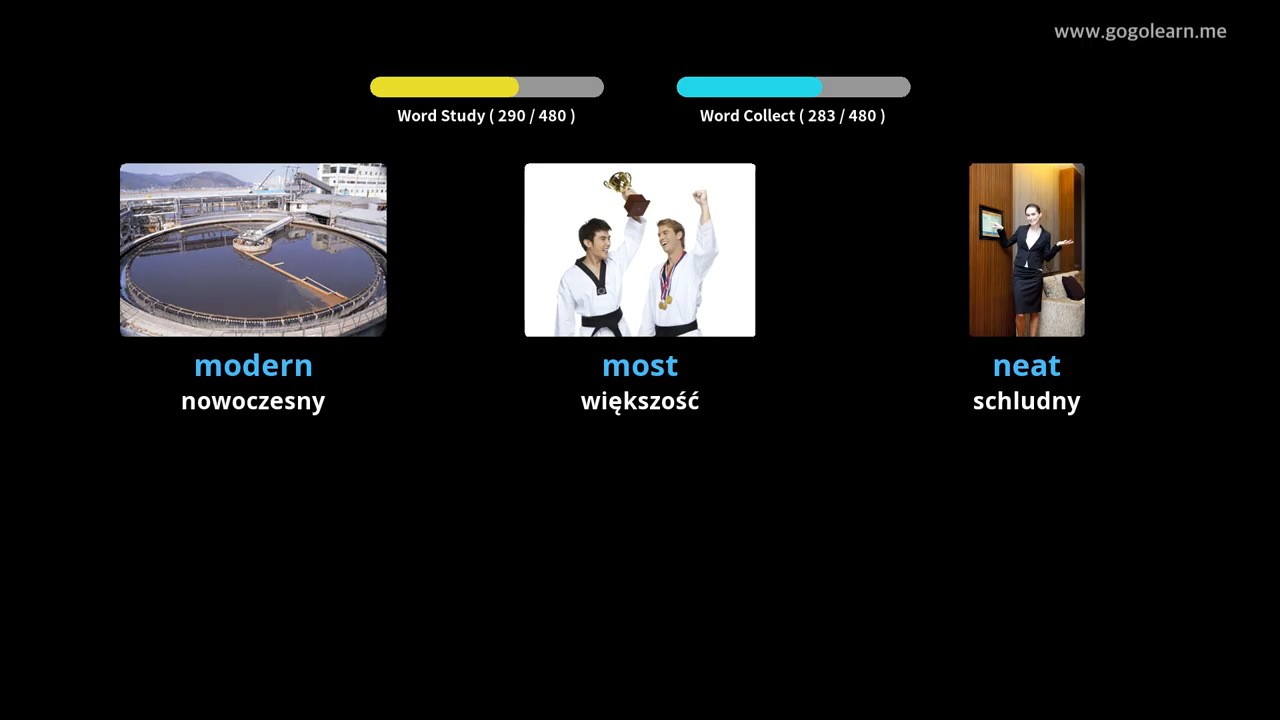 www.gogolearn.me
Word Study ( 290 / 480 )
Word Collect ( 283 / 480 )
modern
most
neat
nowoczesny
większość
schludny